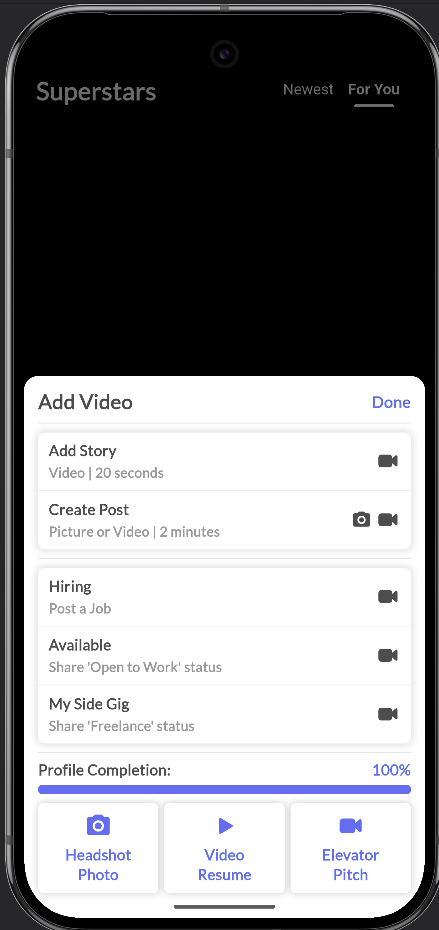 Superstars
Newest For You
Add Video
Done
Add Story
Video | 20 seconds
Create Post
Picture or Video | 2 minutes
Hiring
Post a Job
Available
Share 'Open to Work' status
My Side Gig
Share 'Freelance' status
Profile Completion:
100%
Headshot
Photo
Video
Resume
Elevator
Pitch